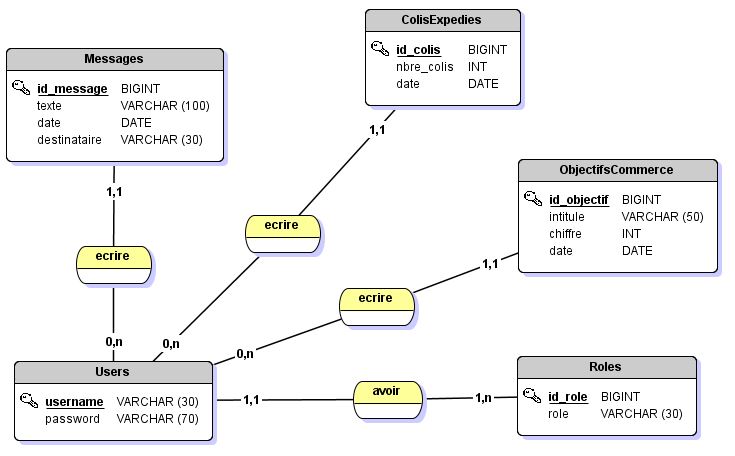 ColisExpedies
id_colis BIGINT
nbre_colis INT
date DATE
Messages
id_message BIGINT
texte VARCHAR (100)
date DATE
destinataire VARCHAR (30)
1,1
1,1
ObjectifsCommerce
id_objectif BIGINT
intitule VARCHAR (50)
chiffre INT
date DATE
ecrire
ecrire
1,1
ecrire
0,n
0,n
0,n
Users
username VARCHAR (30)
password VARCHAR (70)
1,1
avoir
1,n
Roles
id_role BIGINT
role VARCHAR (30)